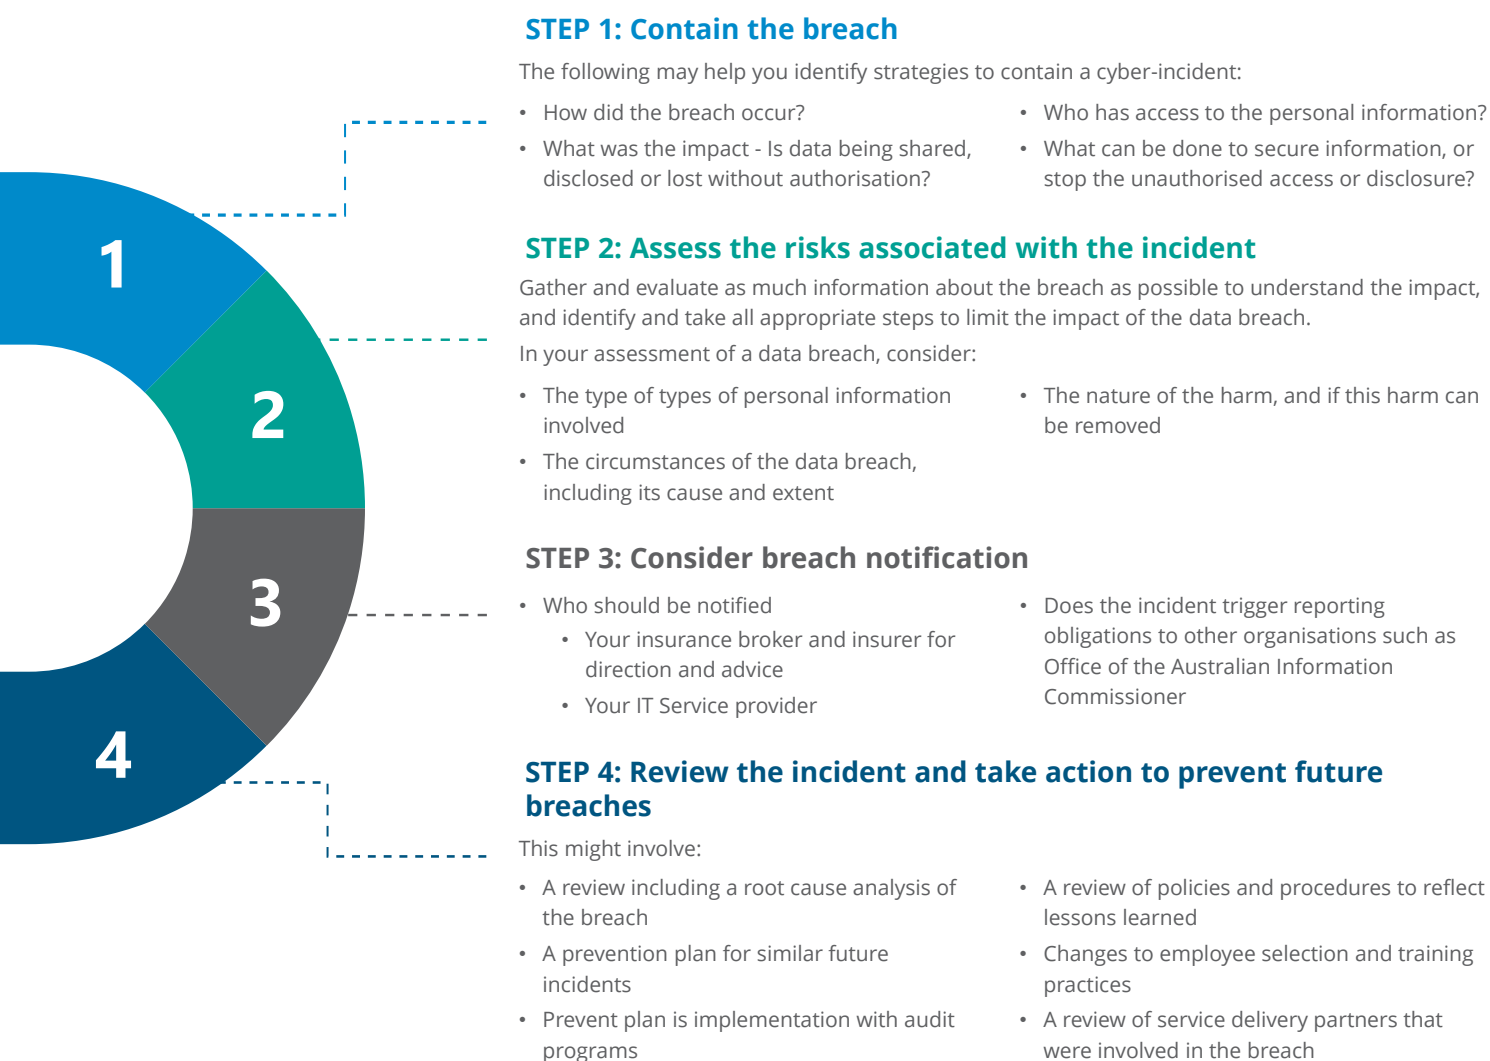 STEP 1: Contain the breach
The following may help you identify strategies to contain a cyber-incident:
• How did the breach occur?
• What was the impact - Is data being shared,
disclosed or lost without authorisation?
• Who has access to the personal information?
• What can be done to secure information, or
stop the unauthorised access or disclosure?
1
STEP 2: Assess the risks associated with the incident
Gather and evaluate as much information about the breach as possible to understand the impact,
and identify and take all appropriate steps to limit the impact of the data breach.
In your assessment of a data breach, consider:
• The type of types of personal information
involved
• The circumstances of the data breach,
including its cause and extent
• The nature of the harm, and if this harm can
be removed
2
STEP 3: Consider breach notification
• Who should be notified
• Your insurance broker and insurer for
direction and advice
• Your IT Service provider
• Does the incident trigger reporting
obligations to other organisations such as
Office of the Australian Information
Commissioner
3
STEP 4: Review the incident and take action to prevent future
breaches
This might involve:
• A review including a root cause analysis of
the breach
• A prevention plan for similar future
incidents
• Prevent plan is implementation with audit
programs
• A review of policies and procedures to reflect
lessons learned
• Changes to employee selection and training
practices
• A review of service delivery partners that
were involved in the breach
4